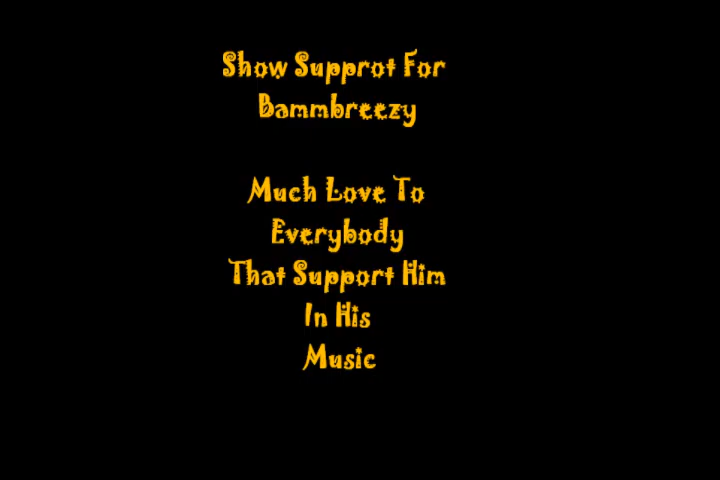 Show Supprot For
Bammbreezy
Much Love To
Everybody
That Support Him
In His
Music